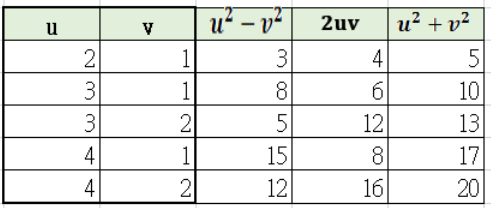 u v u² − v² 2uv u² + v²
2 1 3 4 5
3 1 8 6 10
3 2 5 12 13
4 1 15 8 17
4 2 12 16 20